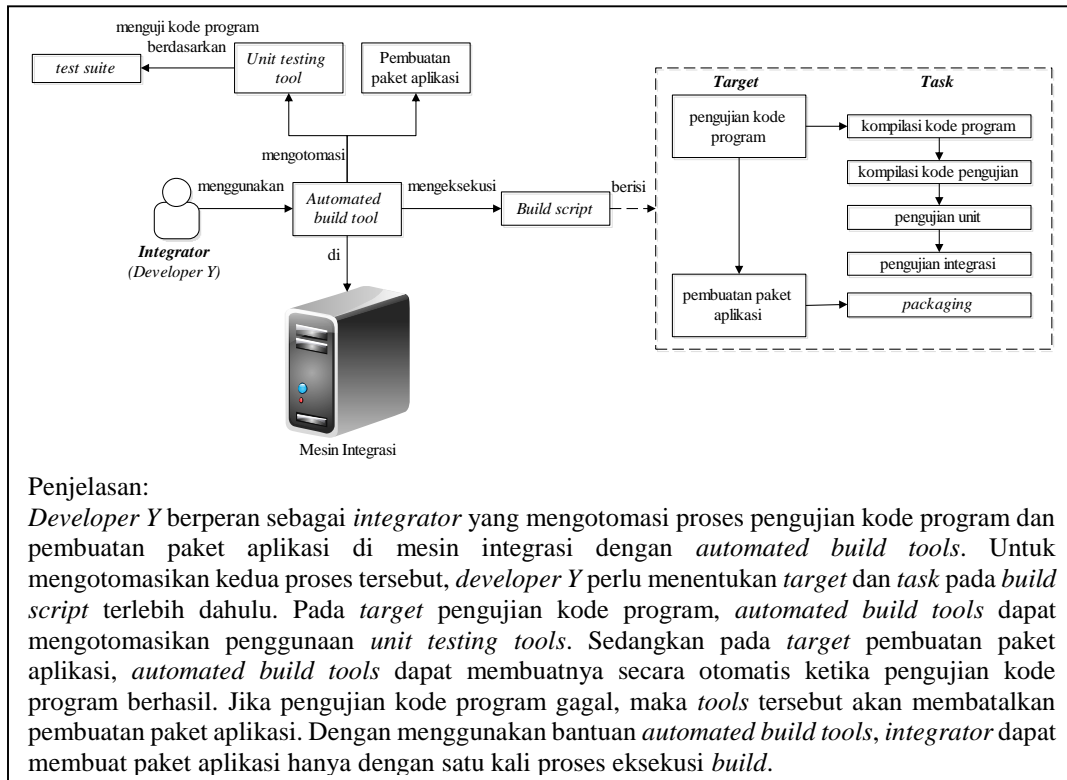 menguji kode program
berdasarkan
test suite
Unit testing
tool
Pembuatan
paket aplikasi
mengotomasi
menggunakan
Automated
build tool
mengeksekusi
Build script
berisi
Integrator
(Developer Y)
di
Mesin Integrasi
Target
Task
pengujian kode
program
kompilasi kode program
kompilasi kode pengujian
pengujian unit
pengujian integrasi
pembuatan paket
aplikasi
packaging
Penjelasan:
Developer Y berperan sebagai integrator yang mengotomasi proses pengujian kode program dan
pembuatan paket aplikasi di mesin integrasi dengan automated build tools. Untuk
mengotomasikan kedua proses tersebut, developer Y perlu menentukan target dan task pada build
script terlebih dahulu. Pada target pengujian kode program, automated build tools dapat
mengotomasikan penggunaan unit testing tools. Sedangkan pada target pembuatan paket
aplikasi, automated build tools dapat membuatnya secara otomatis ketika pengujian kode
program berhasil. Jika pengujian kode program gagal, maka tools tersebut akan membatalkan
pembuatan paket aplikasi. Dengan menggunakan bantuan automated build tools, integrator dapat
membuat paket aplikasi hanya dengan satu kali proses eksekusi build.